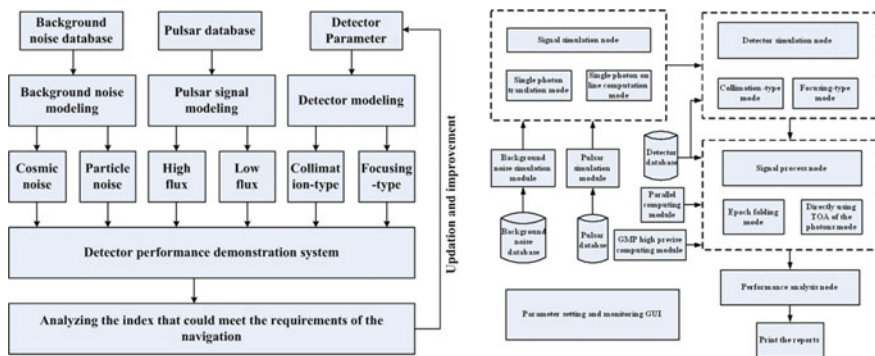 Background
noise database
Pulsar database
Detector
Parameter
Background noise
modeling
Pulsar signal
modeling
Detector modeling
Cosmic
noise
Particle
noise
High
flux
Low
flux
Collimat
ion-type
Focusing
-type
Detector performance demonstration system
Analyzing the index that could meet the requirements of the
navigation
Updation and improvement
Signal simulation node
Single photon
translation mode
Single photon on
line computation
mode
Detector simulation node
Collimation-type
mode
Focusing-type
mode
Background
noise simulation
module
Pulsar
simulation
module
Detector
database
Signal process node
Parallel
computing
module
Epoch folding
mode
Directly using
TOA of the
photons mode
Background
noise
database
Pulsar
databse
GMP high precise
computing module
Performance analysis node
Parameter setting and monitoring GUI
Print the reports